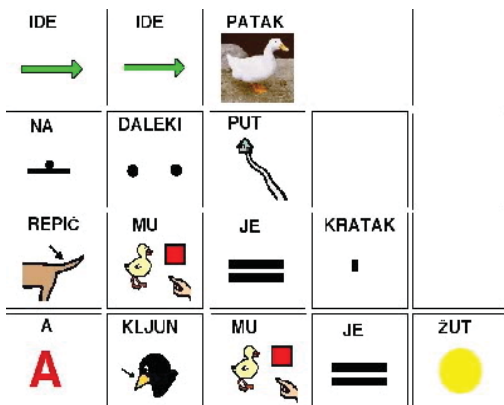 IDE IDE PATAK
NA DALEKI PUT
REPIĆ MU JE KRATAK
A KLJUN MU JE ŽUT
A